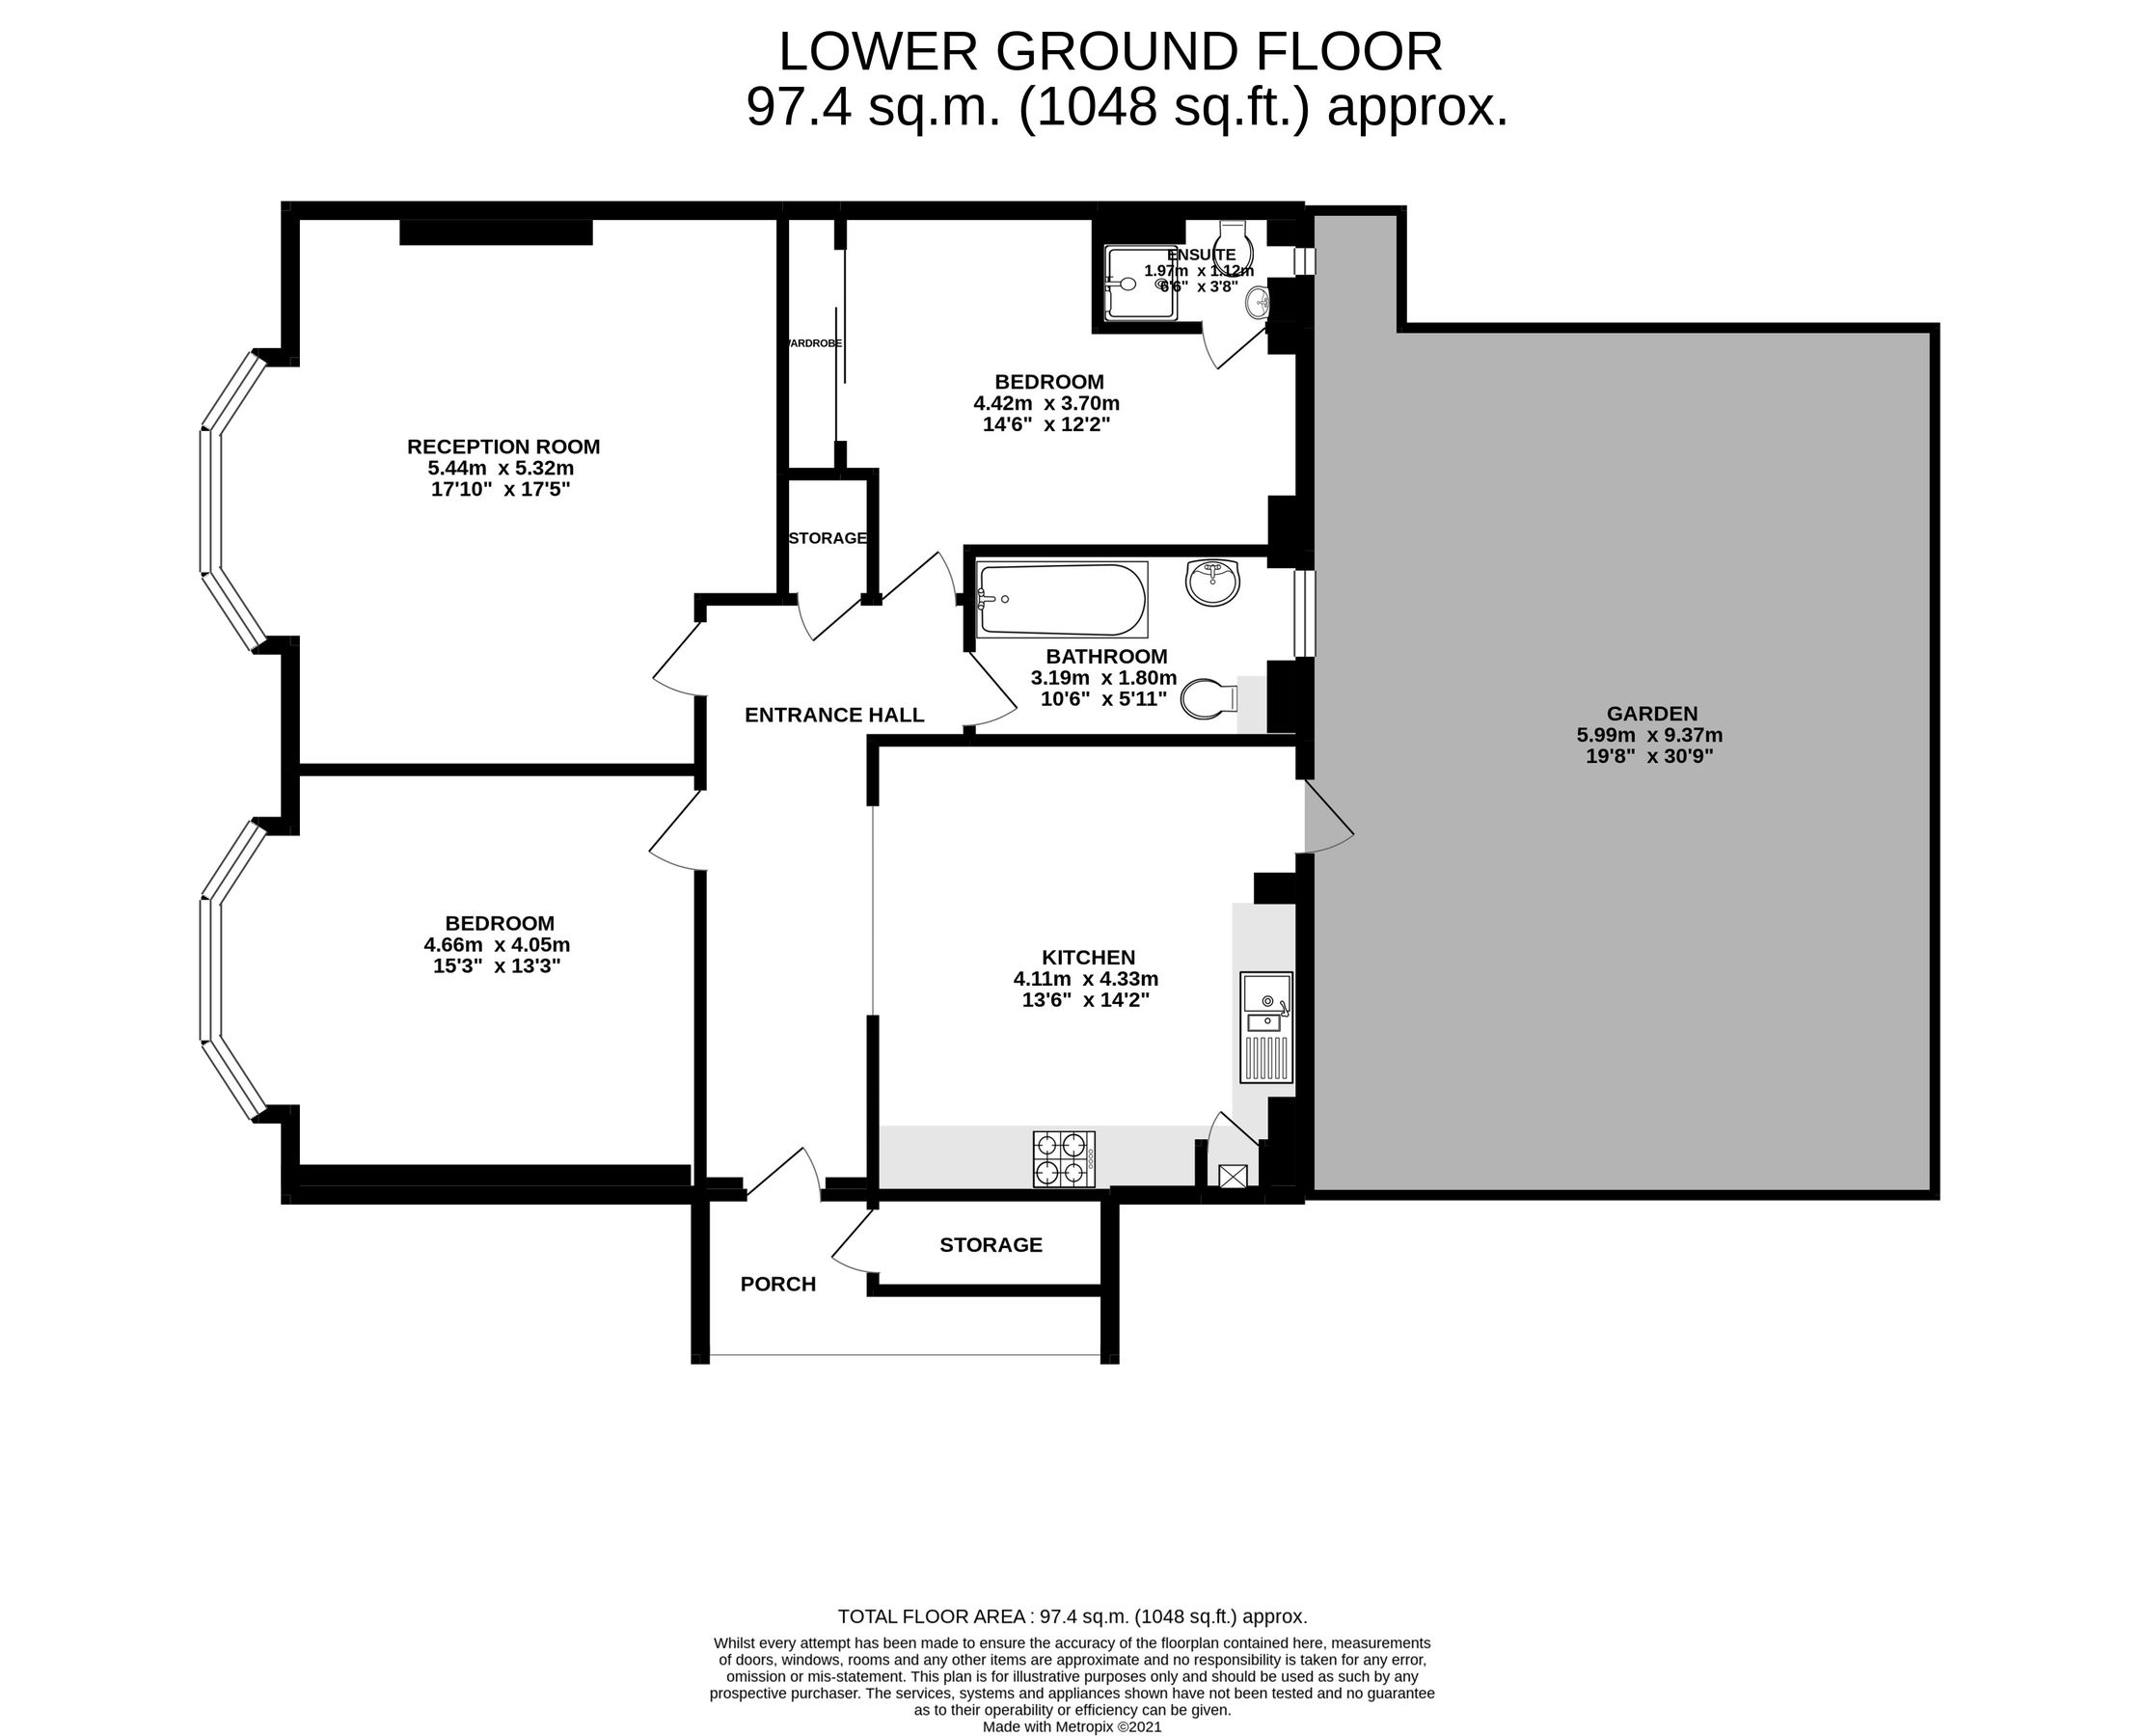 LOWER GROUND FLOOR
97.4 sq.m. (1048 sq.ft.) approx.
ENSUITE
1.97m x 1.12m
6'6" x 3'8"
WARDROBE
BEDROOM
4.42m x 3.70m
14'6" x 12'2"
RECEPTION ROOM
5.44m x 5.32m
17'10" x 17'5"
STORAGE
BATHROOM
3.19m x 1.80m
10'6" x 5'11"
ENTRANCE HALL
GARDEN
5.99m x 9.37m
19'8" x 30'9"
BEDROOM
4.66m x 4.05m
15'3" x 13'3"
KITCHEN
4.11m x 4.33m
13'6" x 14'2"
STORAGE
PORCH
TOTAL FLOOR AREA : 97.4 sq.m. (1048 sq.ft.) approx.
Whilst every attempt has been made to ensure the accuracy of the floorplan contained here, measurements
of doors, windows, rooms and any other items are approximate and no responsibility is taken for any error,
omission or mis-statement. This plan is for illustrative purposes only and should be used as such by any
prospective purchaser. The services, systems and appliances shown have not been tested and no guarantee
as to their operability or efficiency can be given.
Made with Metropix ©2021